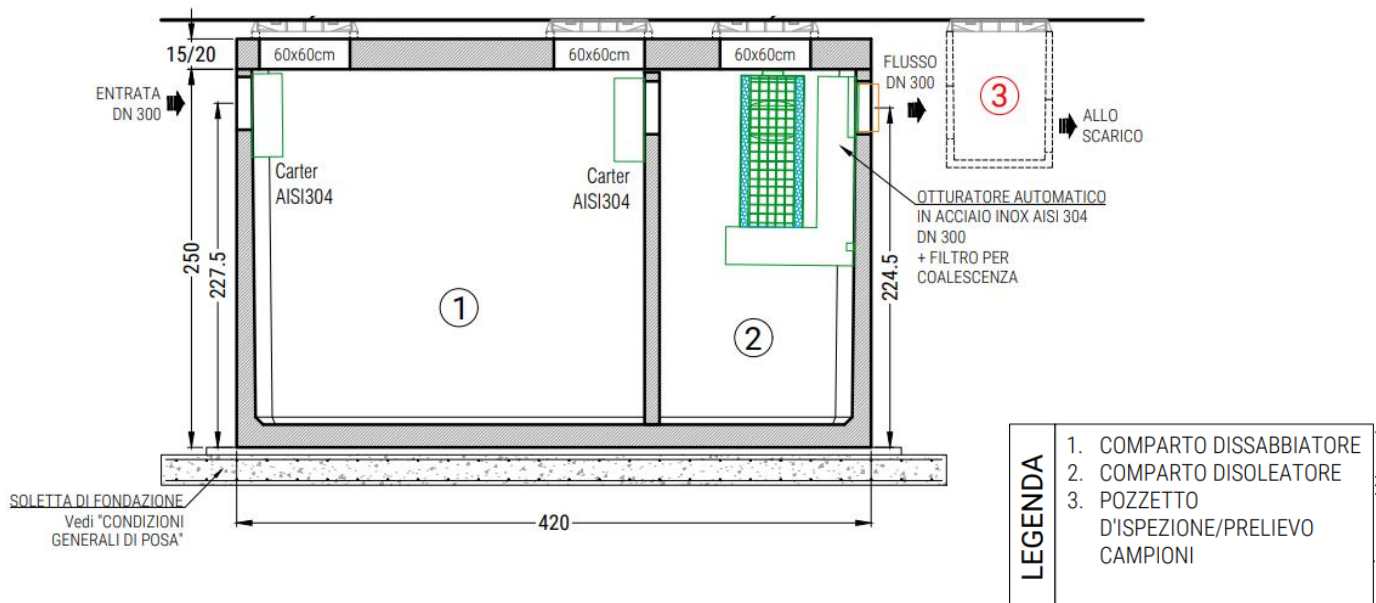 15/20
60x60cm
60x60cm
60x60cm
ENTRATA
DN 300
FLUSSO
DN 300
3
ALLO
SCARICO
Carter
AISI304
Carter
AISI304
OTTURATORE AUTOMATICO
IN ACCIAIO INOX AISI 304
DN 300
+ FILTRO PER
COALESCENZA
250
227.5
224.5
1
2
SOLETTA DI FONDAZIONE
Vedi "CONDIZIONI
GENERALI DI POSA"
420
LEGENDA
1. COMPARTO DISSABBIATORE
2. COMPARTO DISOLEATORE
3. POZZETTO
D'ISPEZIONE/PRELIEVO
CAMPIONI